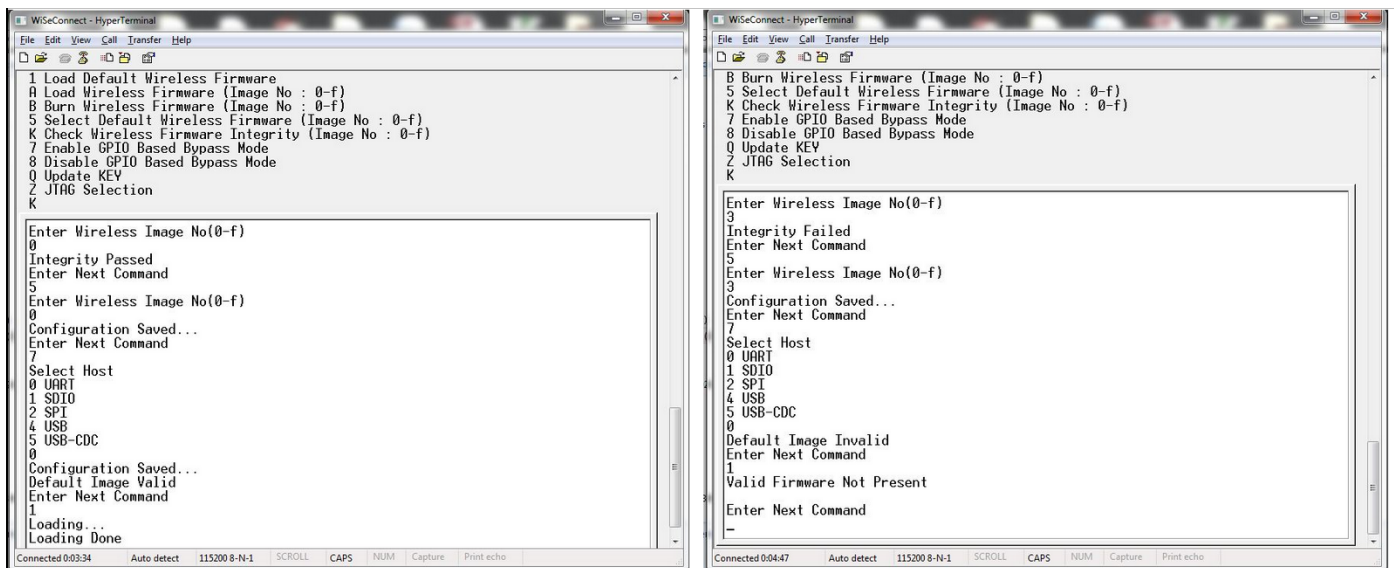 WiSeConnect - HyperTerminal
File Edit View Call Transfer Help
1 Load Default Wireless Firmware
A Load Wireless Firmware (Image No : 0-f)
B Burn Wireless Firmware (Image No : 0-f)
5 Select Default Wireless Firmware (Image No : 0-f)
K Check Wireless Firmware Integrity (Image No : 0-f)
7 Enable GPIO Based Bypass Mode
8 Disable GPIO Based Bypass Mode
Q Update KEY
Z JTAG Selection
K
Enter Wireless Image No(0-f)
0
Integrity Passed
Enter Next Command
5
Enter Wireless Image No(0-f)
0
Configuration Saved...
Enter Next Command
7
Select Host
0 UART
1 SDIO
2 SPI
4 USB
5 USB-CDC
0
Configuration Saved...
Default Image Valid
Enter Next Command
1
Loading...
Loading Done
Connected 0:03:34 Auto detect 115200 8-N-1 SCROLL CAPS NUM Capture Print echo
WiSeConnect - HyperTerminal
File Edit View Call Transfer Help
B Burn Wireless Firmware (Image No : 0-f)
5 Select Default Wireless Firmware (Image No : 0-f)
K Check Wireless Firmware Integrity (Image No : 0-f)
7 Enable GPIO Based Bypass Mode
8 Disable GPIO Based Bypass Mode
Q Update KEY
Z JTAG Selection
K
Enter Wireless Image No(0-f)
3
Integrity Failed
Enter Next Command
5
Enter Wireless Image No(0-f)
3
Configuration Saved...
Enter Next Command
7
Select Host
0 UART
1 SDIO
2 SPI
4 USB
5 USB-CDC
0
Default Image Invalid
Enter Next Command
1
Valid Firmware Not Present
Enter Next Command
_
Connected 0:04:47 Auto detect 115200 8-N-1 SCROLL CAPS NUM Capture Print echo